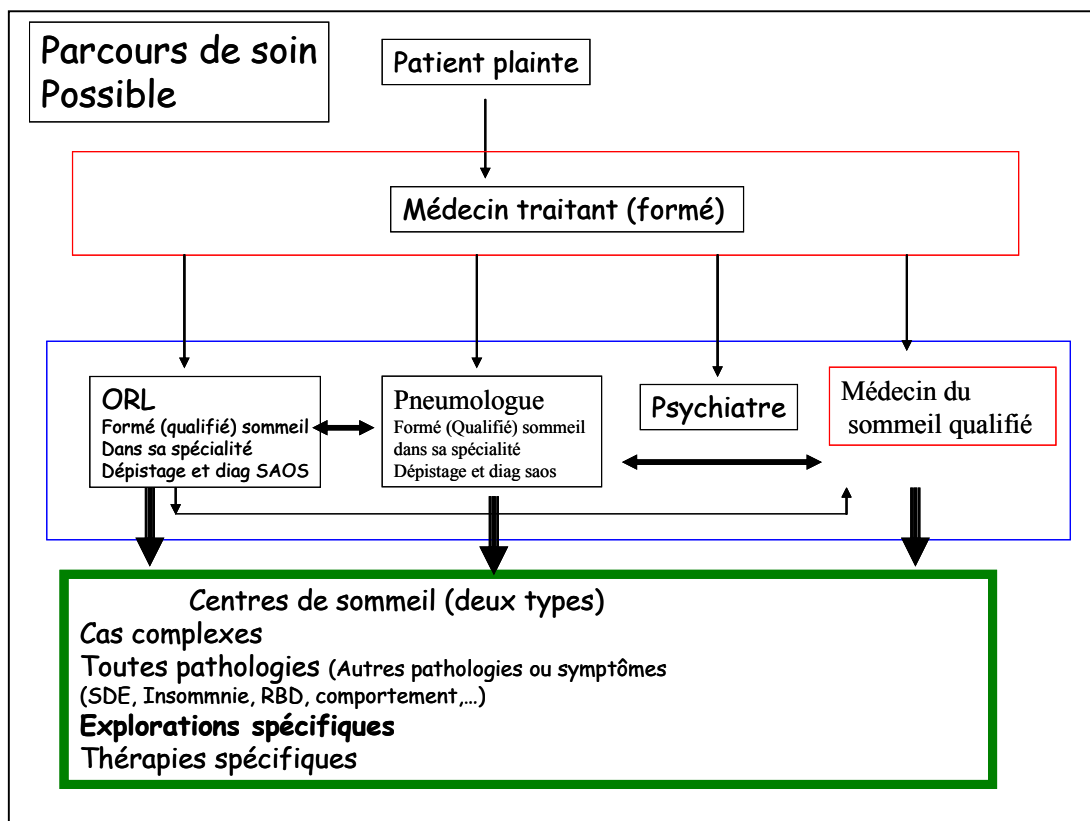 Parcours de soin
Possible
Patient plainte
Médecin traitant (formé)
ORL
Formé (qualifié) sommeil
Dans sa spécialité
Dépistage et diag SAOS
Pneumologue
Formé (Qualifié) sommeil
dans sa spécialité
Dépistage et diag saos
Psychiatre
Médecin du
sommeil qualifié
Centres de sommeil (deux types)
Cas complexes
Toutes pathologies (Autres pathologies ou symptômes
(SDE, Insommnie, RBD, comportement,...)
Explorations spécifiques
Thérapies spécifiques